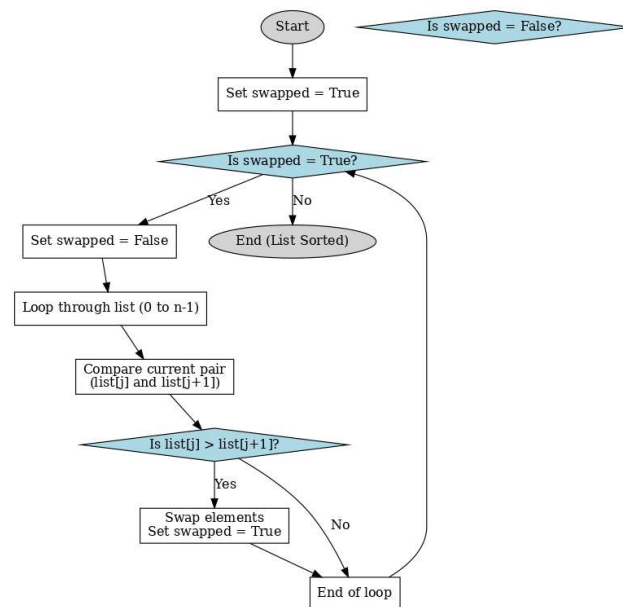 Start
Is swapped = False?
Set swapped = True
Is swapped = True?
Yes
No
Set swapped = False
End (List Sorted)
Loop through list (0 to n-1)
Compare current pair
(list[j] and list[j+1])
Is list[j] > list[j+1]?
Yes
No
Swap elements
Set swapped = True
End of loop